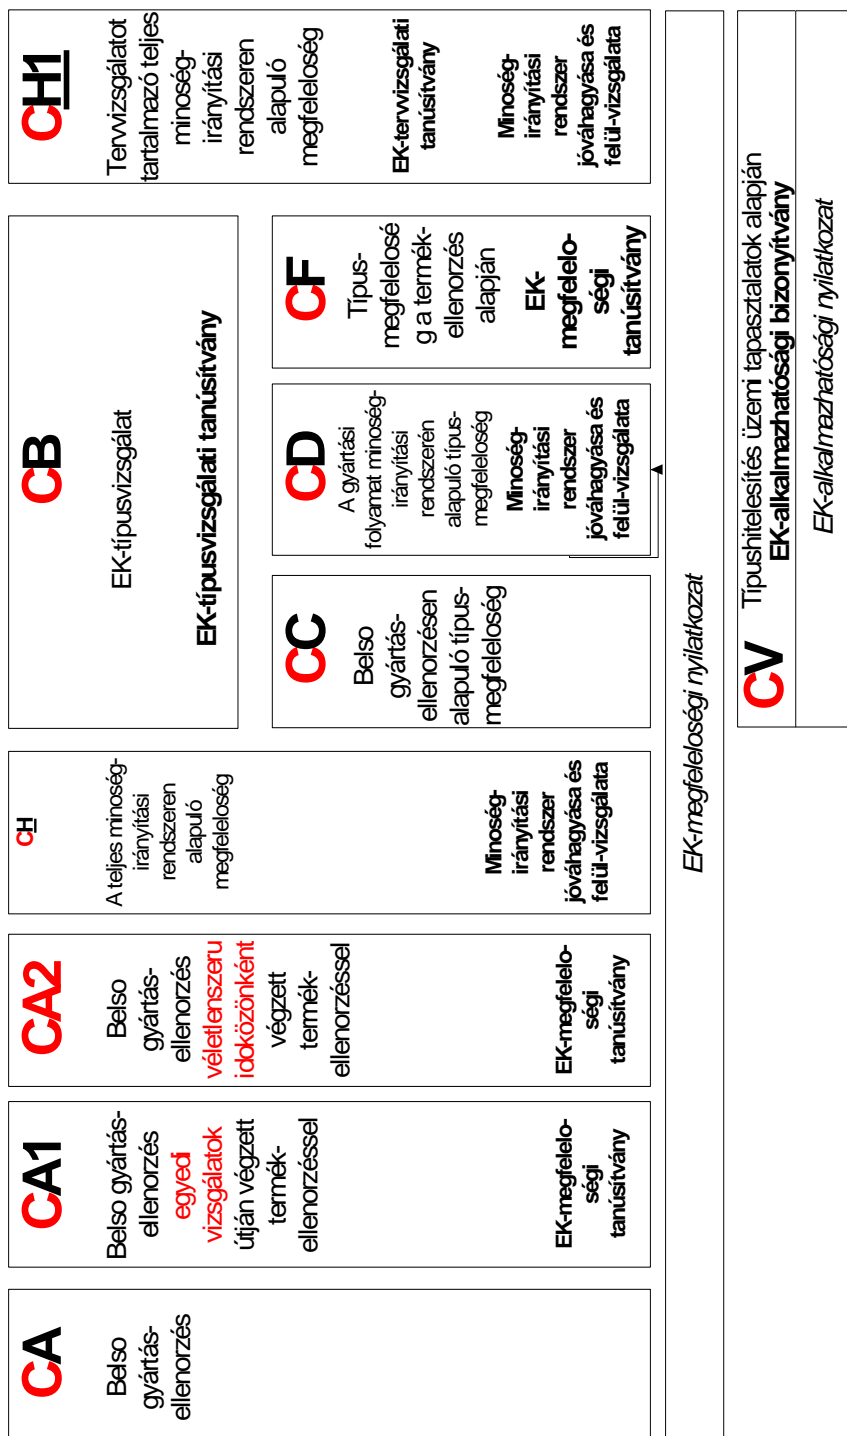 CA
Belso
gyártás-
ellenorzés
CA1
Belso gyártás-
ellenorzés
egyedi
vizsgálatok
útján végzett
termék-
ellenorzéssel
EK-megfelelo-
ségi
tanúsítvány
CA2
Belso
gyártás-
ellenorzés
véletlenszeru
idoközönként
végzett
termék-
ellenorzéssel
EK-megfelelo-
ségi
tanúsítvány
CH
A teljes minoség-
irányítási
rendszeren
alapuló
megfeleloség
Minoség-
irányítási
rendszer
jóváhagyása és
felül-vizsgálata
CB
EK-típusvizsgálat
EK-típusvizsgálati tanúsítvány
CC
Belso
gyártás-
ellenorzésen
alapuló típus-
megfeleloség
CD
A gyártási
folyamat minoség-
irányítási
rendszerén
alapuló típus-
megfeleloség
Minoség-
irányítási
rendszer
jóváhagyása és
felül-vizsgálata
CF
Típus-
megfelelosé
g a termék-
ellenorzés
alapján
EK-
megfelelo-
ségi
tanúsítvány
CH1
Tervvizsgálatot
tartalmazó teljes
minoség-
irányítási
rendszeren
alapuló
megfeleloség
EK-tervvizsgálati
tanúsítvány
Minoség-
irányítási
rendszer
jóváhagyása és
felül-vizsgálata
EK-megfeleloségi nyilatkozat
CV
Típushitelesítés üzemi tapasztalatok alapján
EK-alkalmazhatósági bizonyítvány
EK-alkalmazhatósági nyilatkozat